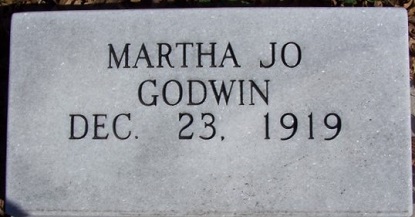 MARTHA JO
GODWIN
DEC. 23, 1919